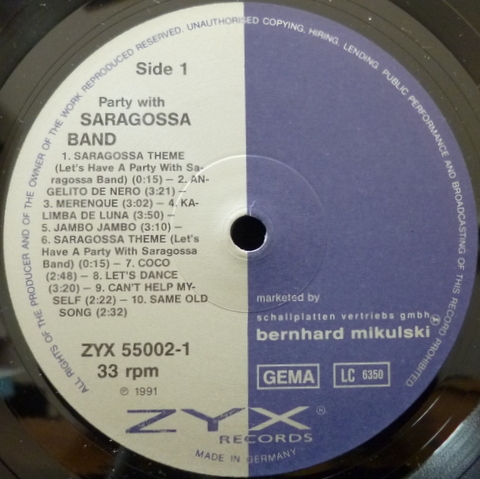 ALL RIGHTS OF THE PRODUCER AND OF THE OWNER OF THE WORK REPRODUCED RESERVED. UNAUTHORISED COPYING, HIRING, LENDING, PUBLIC PERFORMANCE AND BROADCASTING OF THIS RECORD PROHIBITED
Side 1
Party with
SARAGOSSA
BAND
1. SARAGOSSA THEME
(Let's Have A Party With Sa-
ragossa Band) (0:15) – 2. AN-
GELITO DE NERO (3:21) –
3. MERENQUE (3:02) – 4. KA-
LIMBA DE LUNA (3:50) –
5. JAMBO JAMBO (3:10) –
6. SARAGOSSA THEME (Let's
Have A Party With Saragossa
Band) (0:15) – 7. COCO
(2:48) – 8. LET'S DANCE
(3:20) – 9. CAN'T HELP MY-
SELF (2:22) – 10. SAME OLD
SONG (2:32)
marketed by
schallplatten vertriebs gmbh
bernhard mikulski
ZYX 55002-1
33 rpm
℗ 1991
GEMA
LC 6350
ZYX®
RECORDS
MADE IN GERMANY